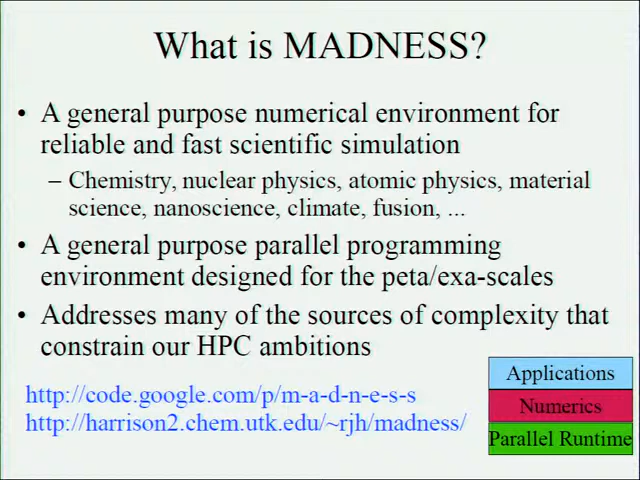 What is MADNESS?
• A general purpose numerical environment for
reliable and fast scientific simulation
– Chemistry, nuclear physics, atomic physics, material
science, nanoscience, climate, fusion, ...
• A general purpose parallel programming
environment designed for the peta/exa-scales
• Addresses many of the sources of complexity that
constrain our HPC ambitions
http://code.google.com/p/m-a-d-n-e-s-s
http://harrison2.chem.utk.edu/~rjh/madness/
Applications
Numerics
Parallel Runtime